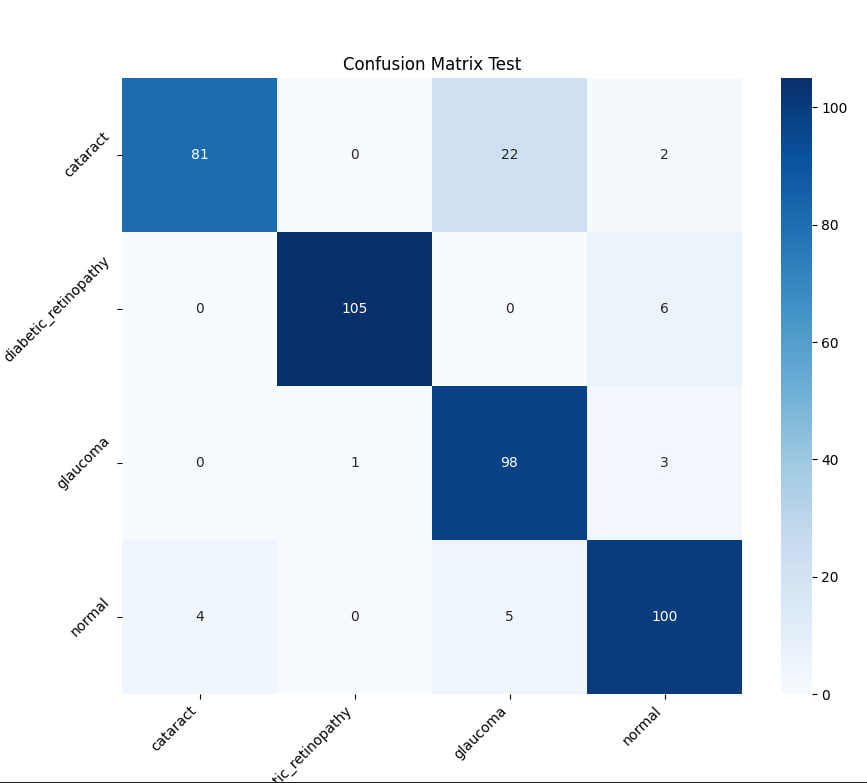 Confusion Matrix Test
cataract
81 0 22 2
diabetic_retinopathy
0 105 0 6
glaucoma
0 1 98 3
normal
4 0 5 100
cataract
tic_retinopathy
glaucoma
normal
100
80
60
40
20
0